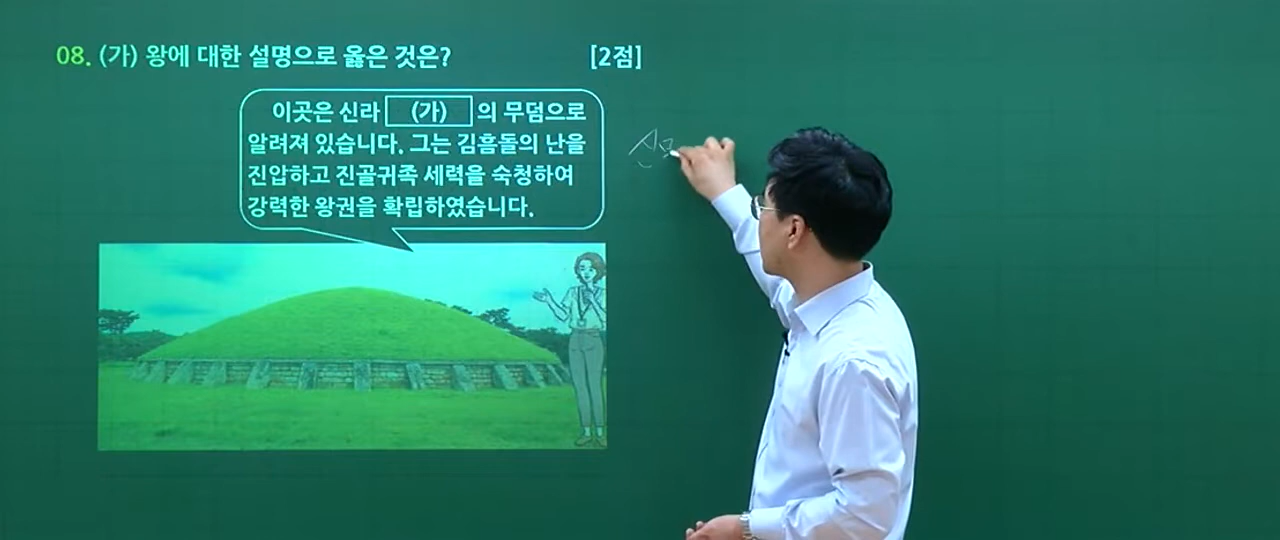 08. (가) 왕에 대한 설명으로 옳은 것은? [2점]
이곳은 신라 (가) 의 무덤으로
알려져 있습니다. 그는 김흠돌의 난을
진압하고 진골귀족 세력을 숙청하여
강력한 왕권을 확립하였습니다.
신